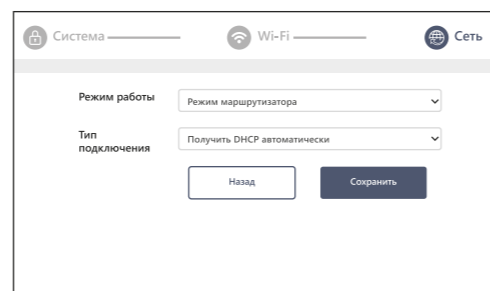 Система Wi-Fi Сеть
Режим работы Режим маршрутизатора
Тип
подключения Получить DHCP автоматически
Назад Сохранить